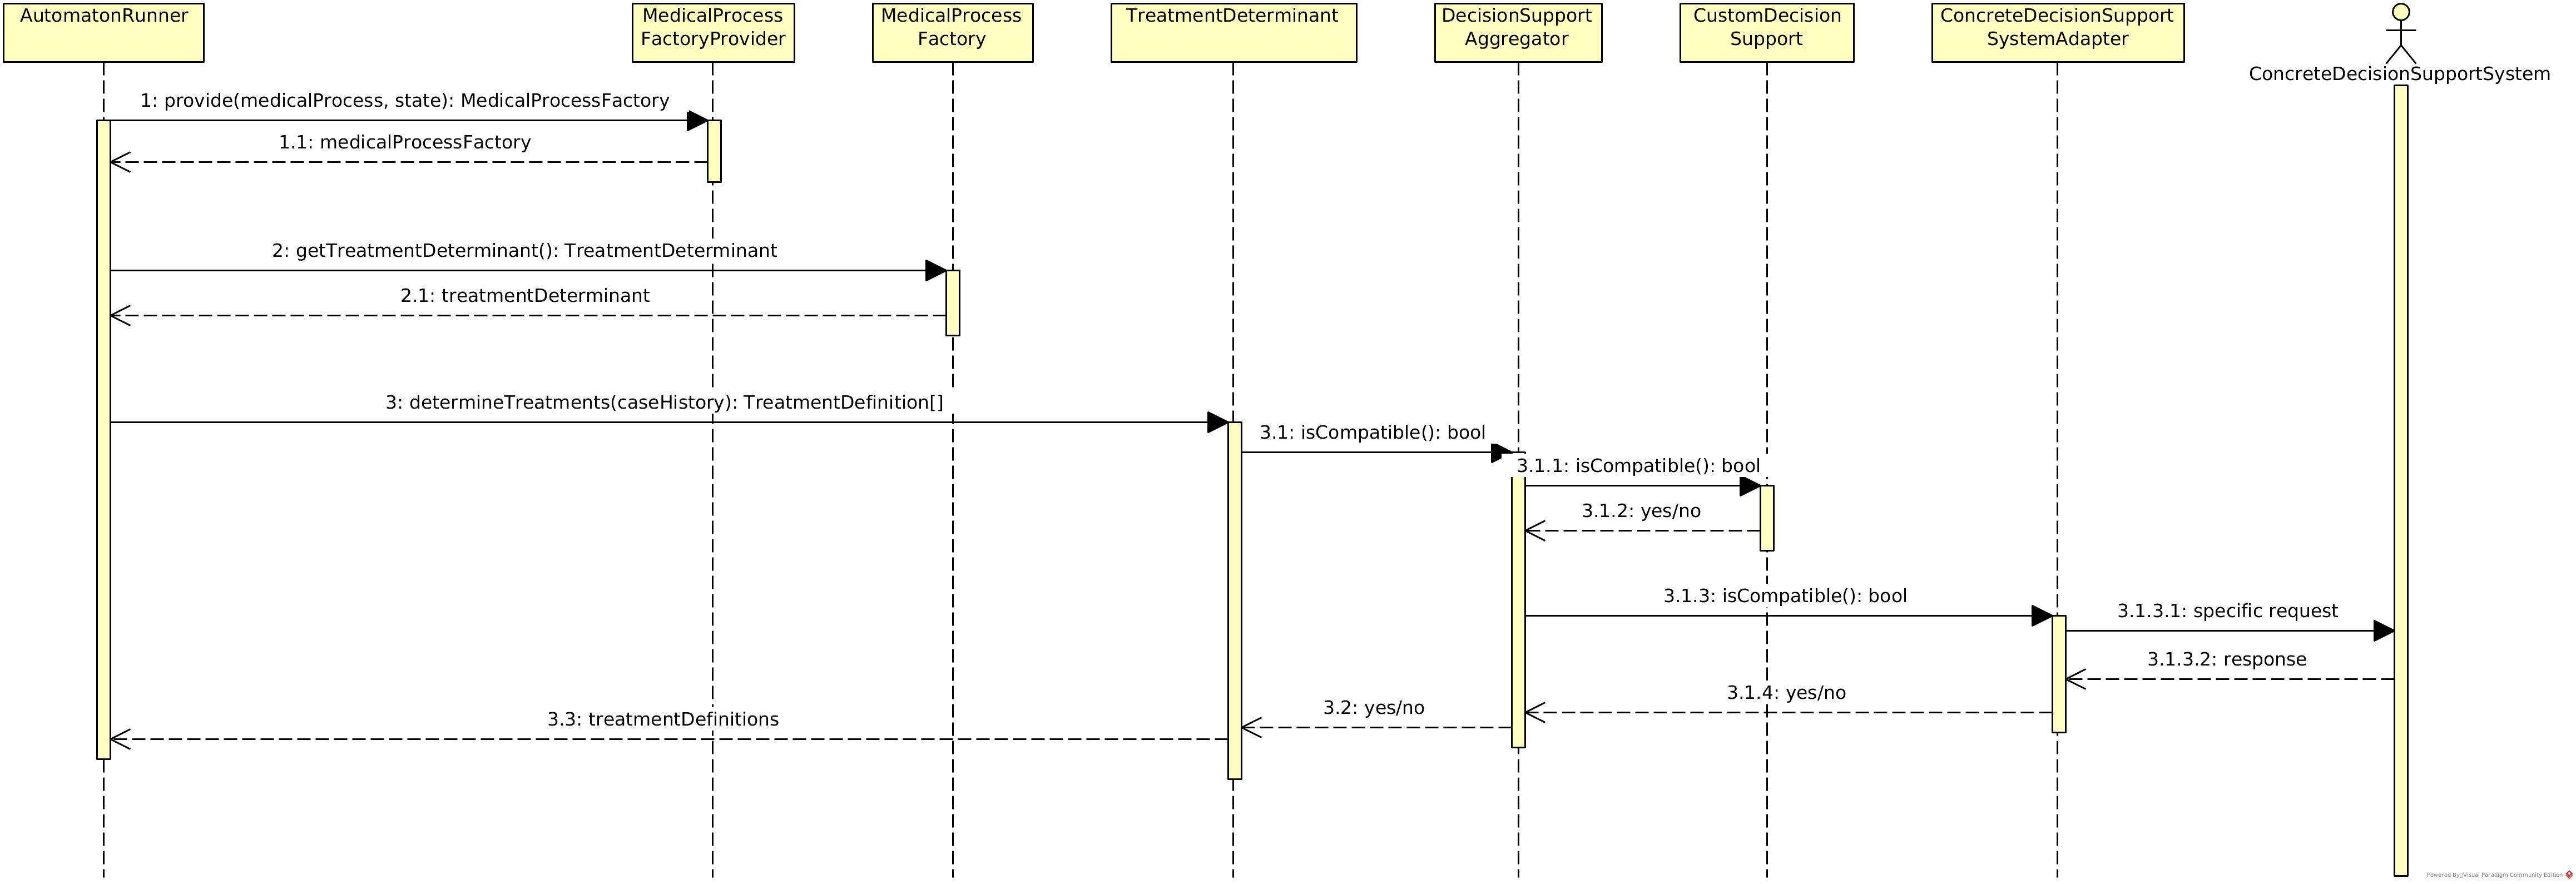 AutomatonRunner
MedicalProcess
FactoryProvider
MedicalProcess
Factory
TreatmentDeterminant
DecisionSupport
Aggregator
CustomDecision
Support
ConcreteDecisionSupport
SystemAdapter
ConcreteDecisionSupportSystem
1: provide(medicalProcess, state): MedicalProcessFactory
1.1: medicalProcessFactory
2: getTreatmentDeterminant(): TreatmentDeterminant
2.1: treatmentDeterminant
3: determineTreatments(caseHistory): TreatmentDefinition[]
3.1: isCompatible(): bool
3.1.1: isCompatible(): bool
3.1.2: yes/no
3.1.3: isCompatible(): bool
3.1.3.1: specific request
3.1.3.2: response
3.1.4: yes/no
3.2: yes/no
3.3: treatmentDefinitions
Powered By Visual Paradigm Community Edition